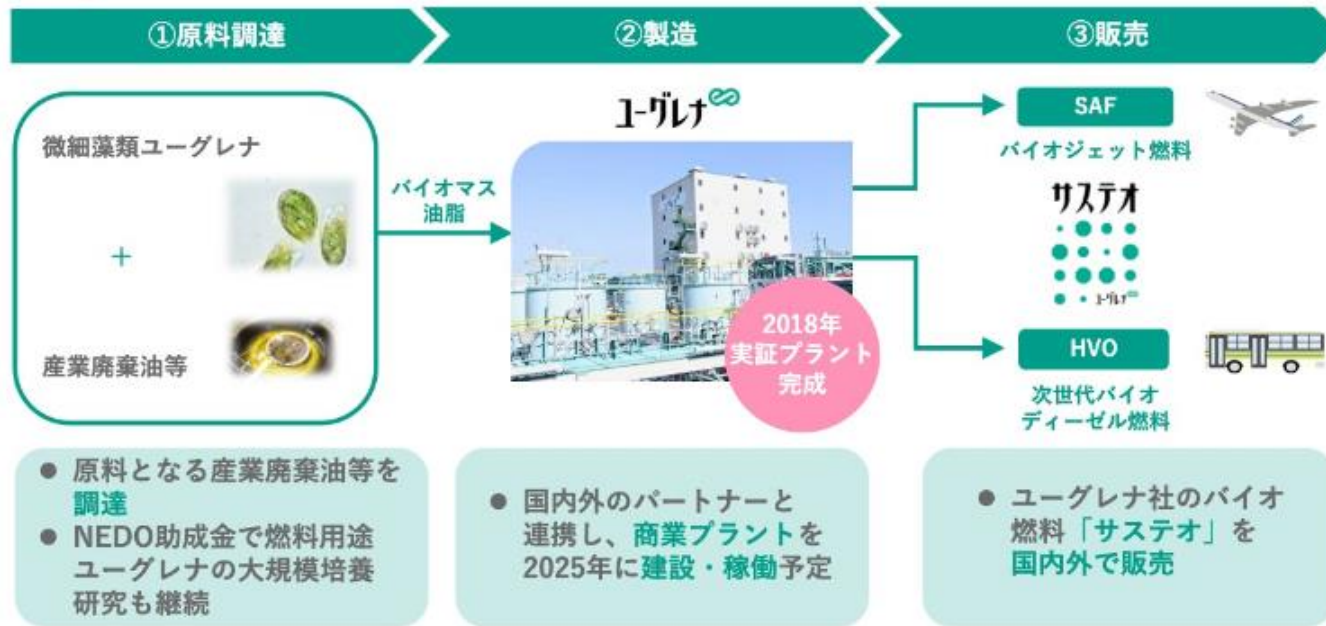 ①原料調達
②製造
③販売
微細藻類ユーグレナ
+
産業廃棄油等
バイオマス
油脂
ユーグレナ
2018年
実証プラント
完成
SAF
バイオジェット燃料
サステオ
ユーグレナ
HVO
次世代バイオ
ディーゼル燃料
● 原料となる産業廃棄油等を
調達
● NEDO助成金で燃料用途
ユーグレナの大規模培養
研究も継続
● 国内外のパートナーと
連携し、商業プラントを
2025年に建設・稼働予定
● ユーグレナ社のバイオ
燃料「サステオ」を
国内外で販売